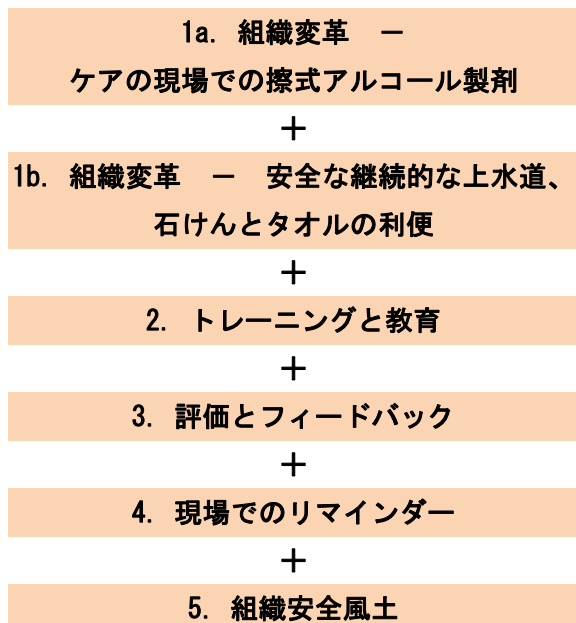 1a. 組織変革　－
ケアの現場での擦式アルコール製剤
＋
1b. 組織変革　－　安全な継続的な上水道、
石けんとタオルの利便
＋
2. トレーニングと教育
＋
3. 評価とフィードバック
＋
4. 現場でのリマインダー
＋
5. 組織安全風土